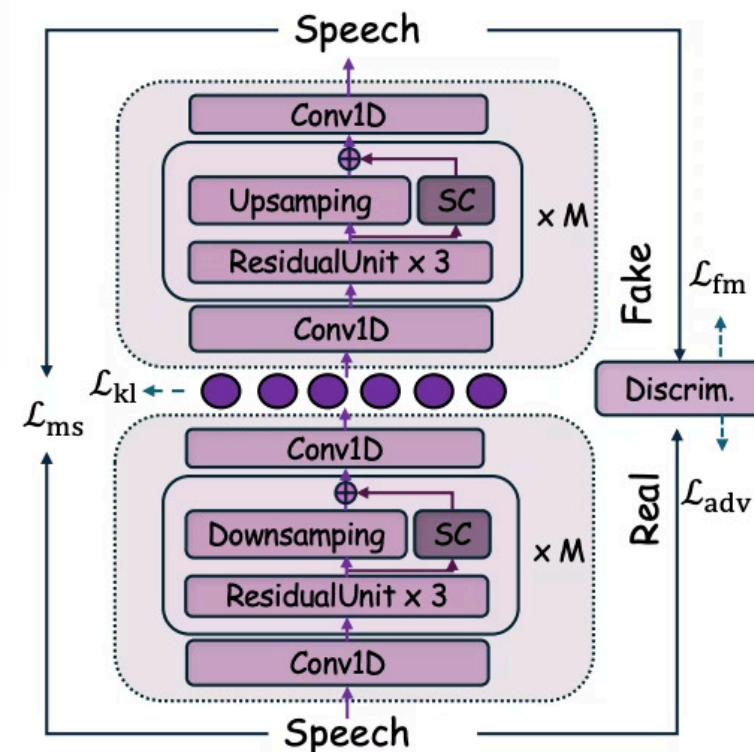 Speech
Conv1D
Upsamping
SC
x M
ResidualUnit x 3
Conv1D
Fake
ℒfm
ℒkl
Discrim.
ℒms
Conv1D
Real
ℒadv
Downsamping
SC
x M
ResidualUnit x 3
Conv1D
Speech